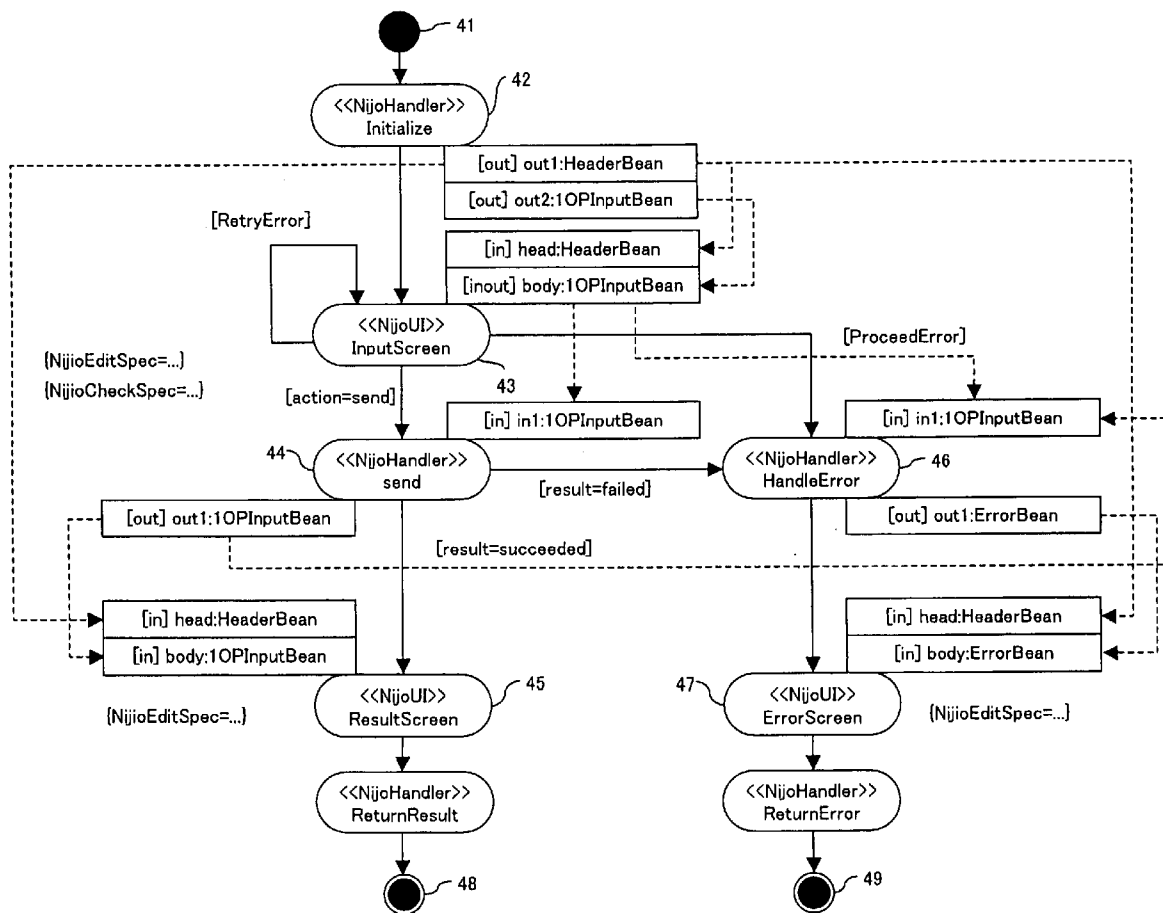 41
42
<<NijoHandler>>
Initialize
[out] out1:HeaderBean
[out] out2:1OPInputBean
[RetryError]
[in] head:HeaderBean
[inout] body:1OPInputBean
<<NijoUI>>
InputScreen
[ProceedError]
{NijioEditSpec=...}
{NijioCheckSpec=...}
43
[action=send]
[in] in1:1OPInputBean
[in] in1:1OPInputBean
44
<<NijoHandler>>
send
<<NijoHandler>>
HandleError
46
[result=failed]
[out] out1:1OPInputBean
[out] out1:ErrorBean
[result=succeeded]
[in] head:HeaderBean
[in] body:1OPInputBean
[in] head:HeaderBean
[in] body:ErrorBean
45
47
<<NijoUI>>
ResultScreen
<<NijoUI>>
ErrorScreen
{NijioEditSpec=...}
{NijioEditSpec=...}
<<NijoHandler>>
ReturnResult
<<NijoHandler>>
ReturnError
48
49